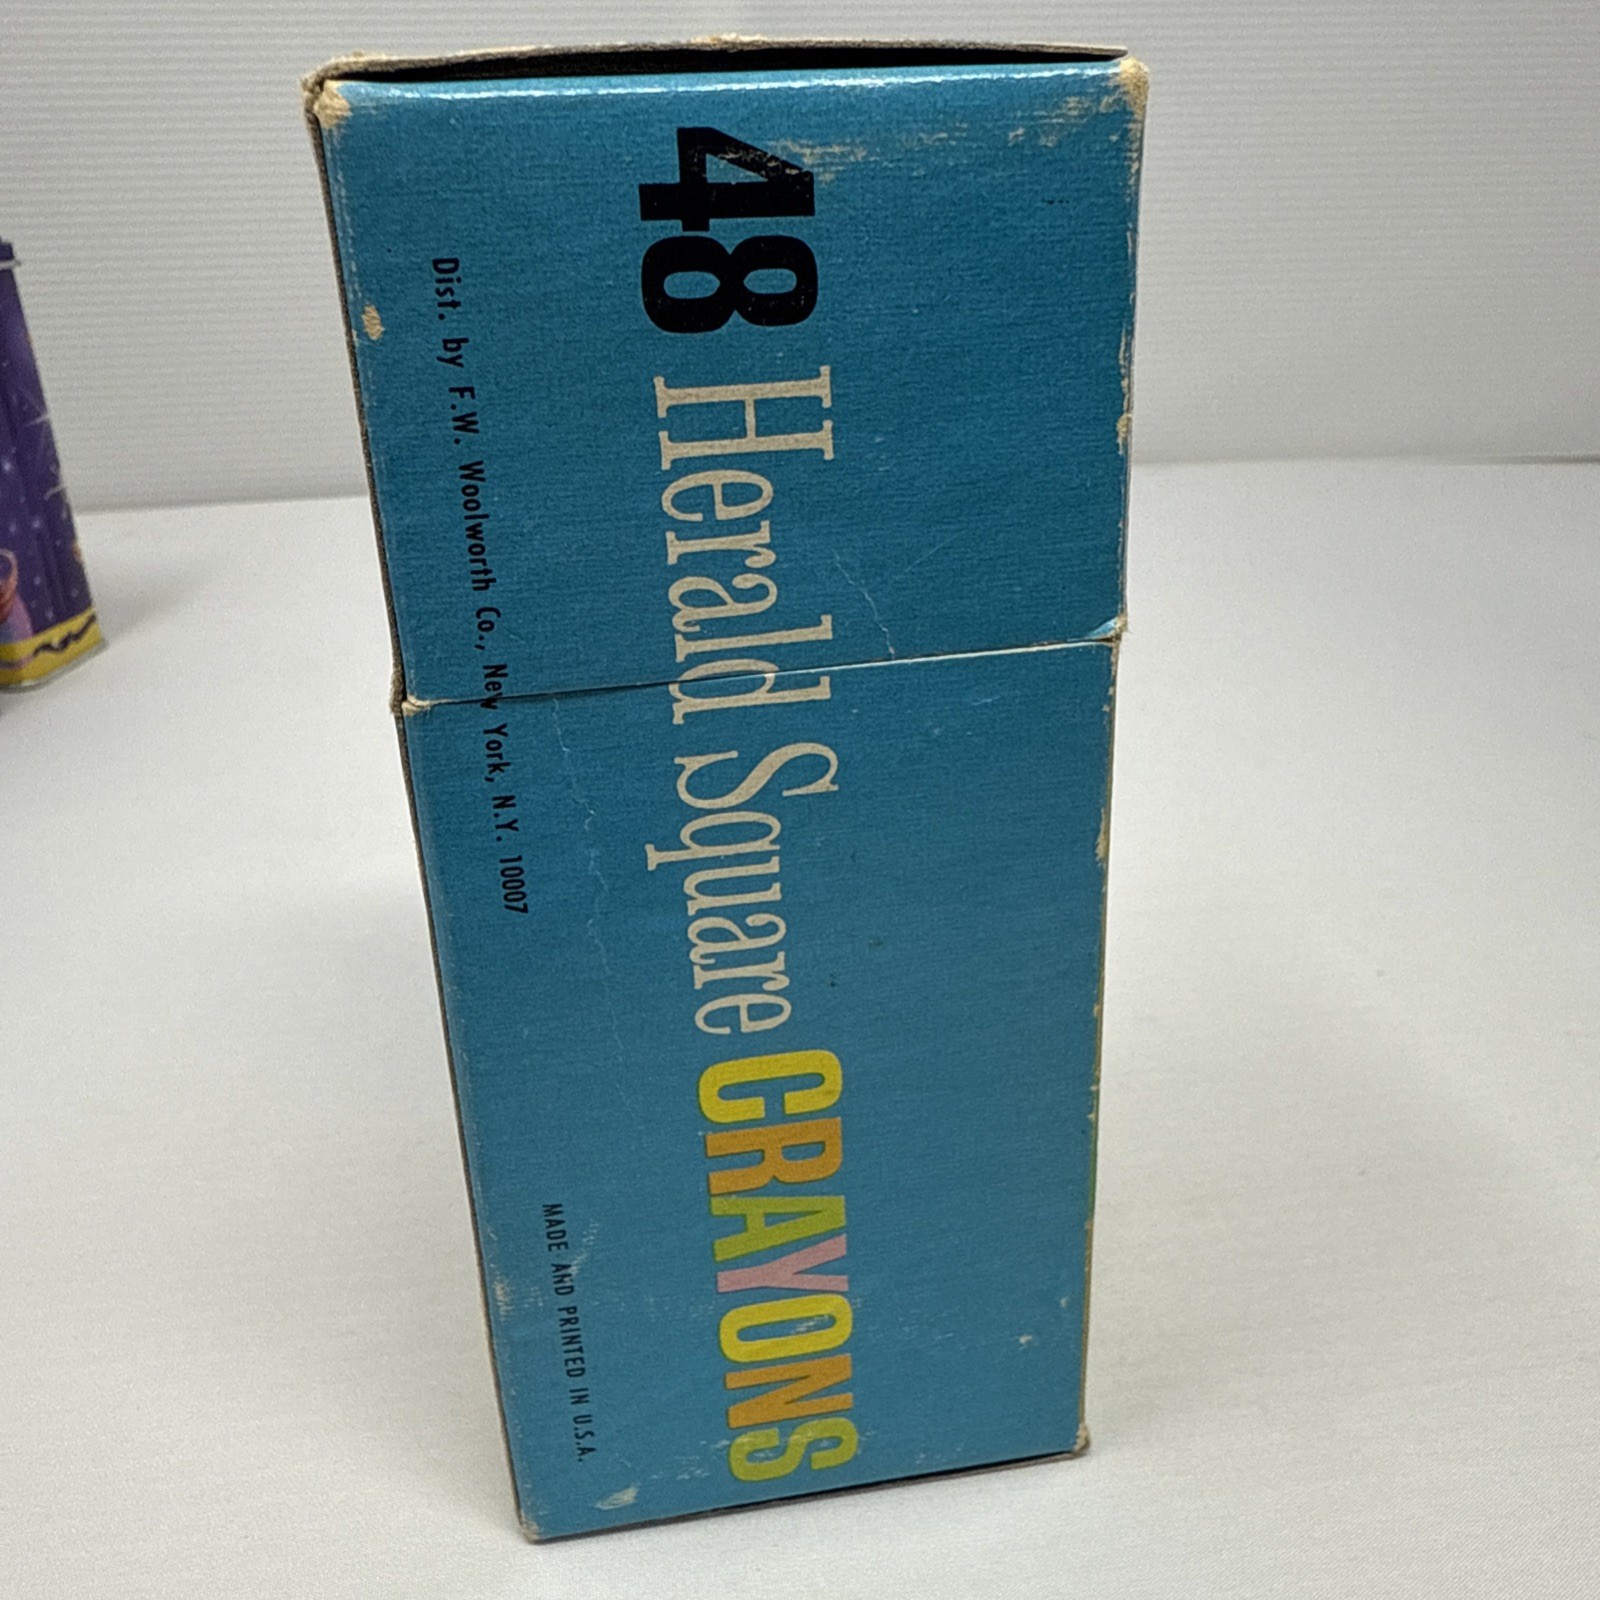 48 Herald Square CRAYONS
Dist. by F.W. Woolworth Co., New York, N.Y. 10007
MADE AND PRINTED IN U.S.A.